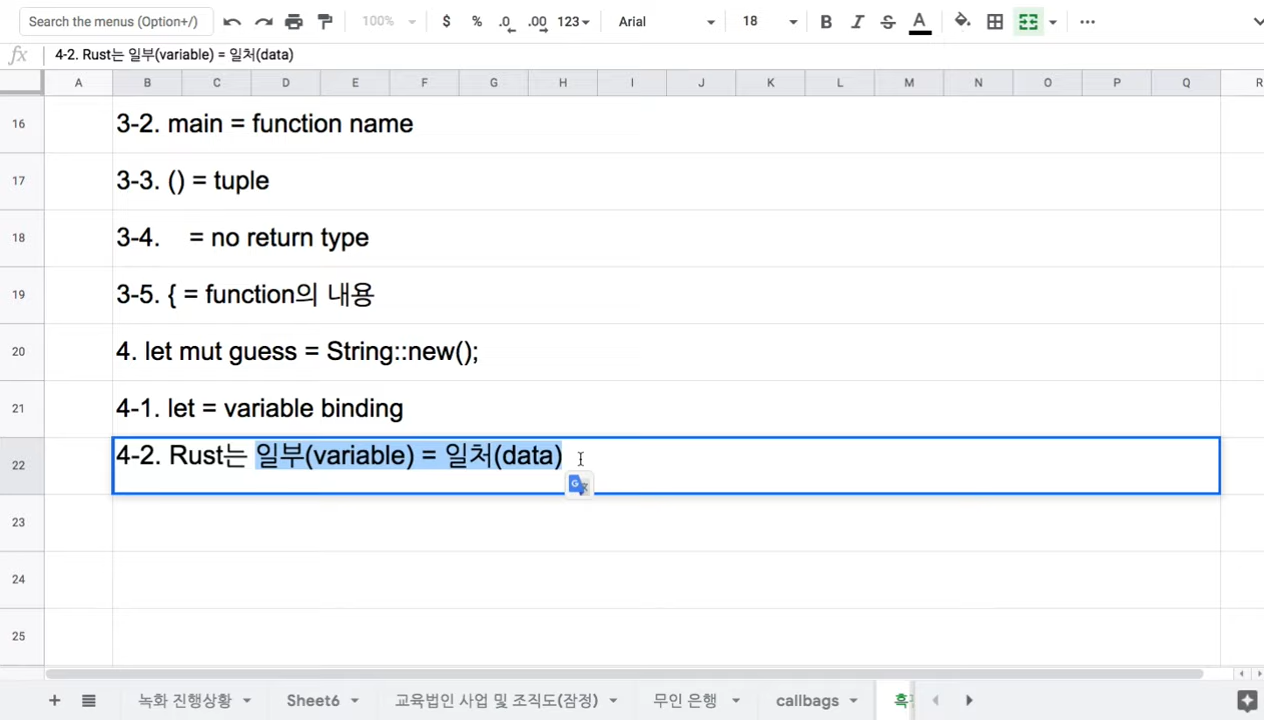 Search the menus (Option+/)
100%
$ % .0 .00 123
Arial
18
B I S A
fx 4-2. Rust는 일부(variable) = 일처(data)
A B C D E F G H I J K L M N O P Q R
16 3-2. main = function name
17 3-3. () = tuple
18 3-4. = no return type
19 3-5. { = function의 내용
20 4. let mut guess = String::new();
21 4-1. let = variable binding
22 4-2. Rust는 일부(variable) = 일처(data)
23
24
25
녹화 진행상황
Sheet6
교육법인 사업 및 조직도(잠정)
무인 은행
callbags